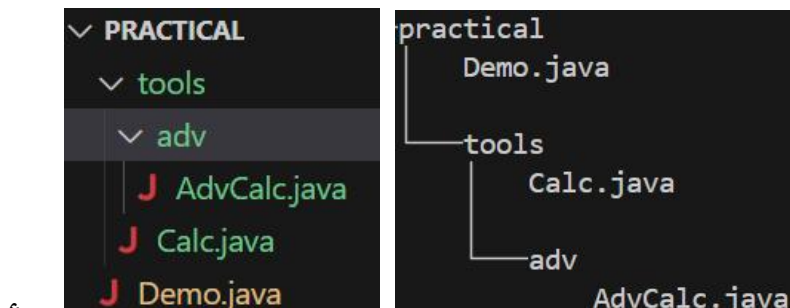 PRACTICAL
tools
adv
AdvCalc.java
Calc.java
Demo.java
practical
Demo.java
tools
Calc.java
adv
AdvCalc.java